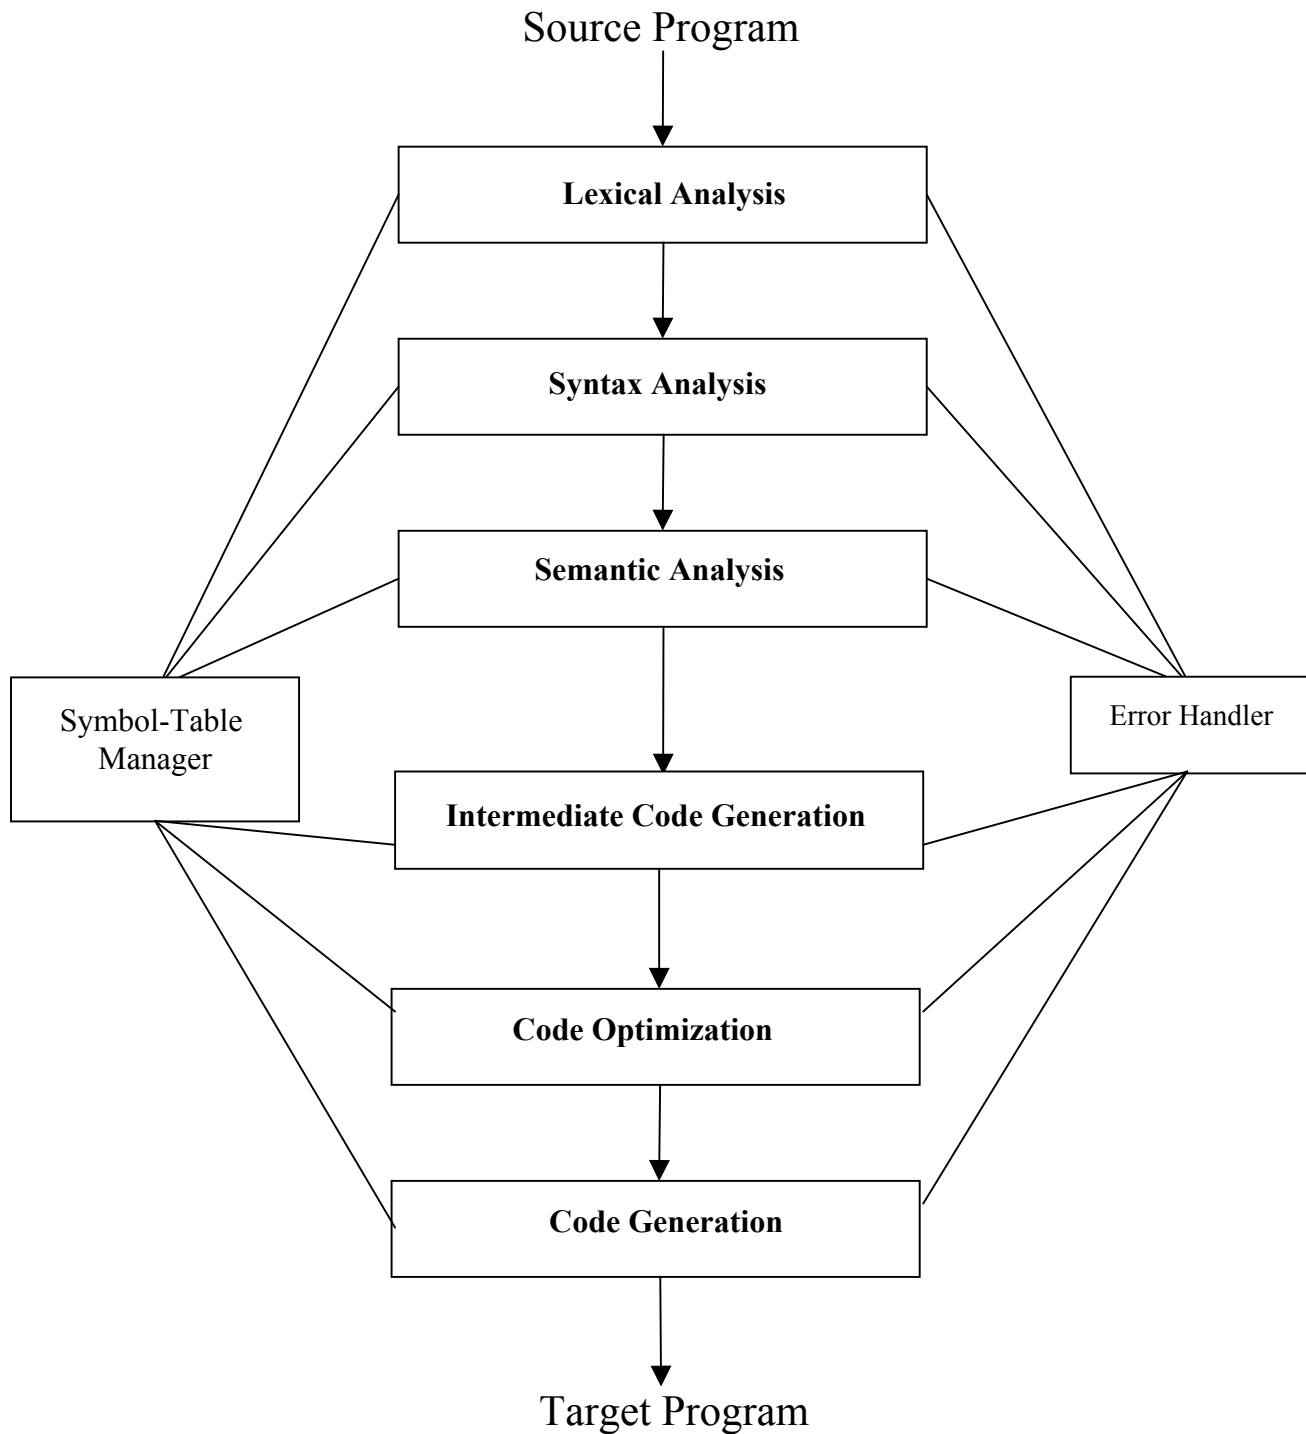 Source Program
Lexical Analysis
Syntax Analysis
Semantic Analysis
Symbol-Table
Manager
Error Handler
Intermediate Code Generation
Code Optimization
Code Generation
Target Program